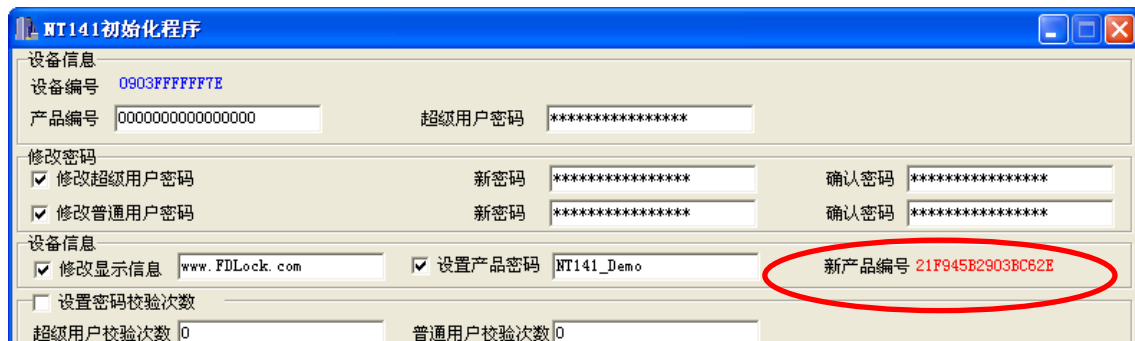 NT141初始化程序
设备信息
设备编号 0903FFFFFF7E
产品编号 0000000000000000 超级用户密码 ****************
修改密码
修改超级用户密码 新密码 **************** 确认密码 ****************
修改普通用户密码 新密码 **************** 确认密码 ****************
设备信息
修改显示信息 www.FDLock.com 设置产品密码 NT141_Demo 新产品编号 21F945B2903BC62E
设置密码校验次数
超级用户校验次数 0 普通用户校验次数 0